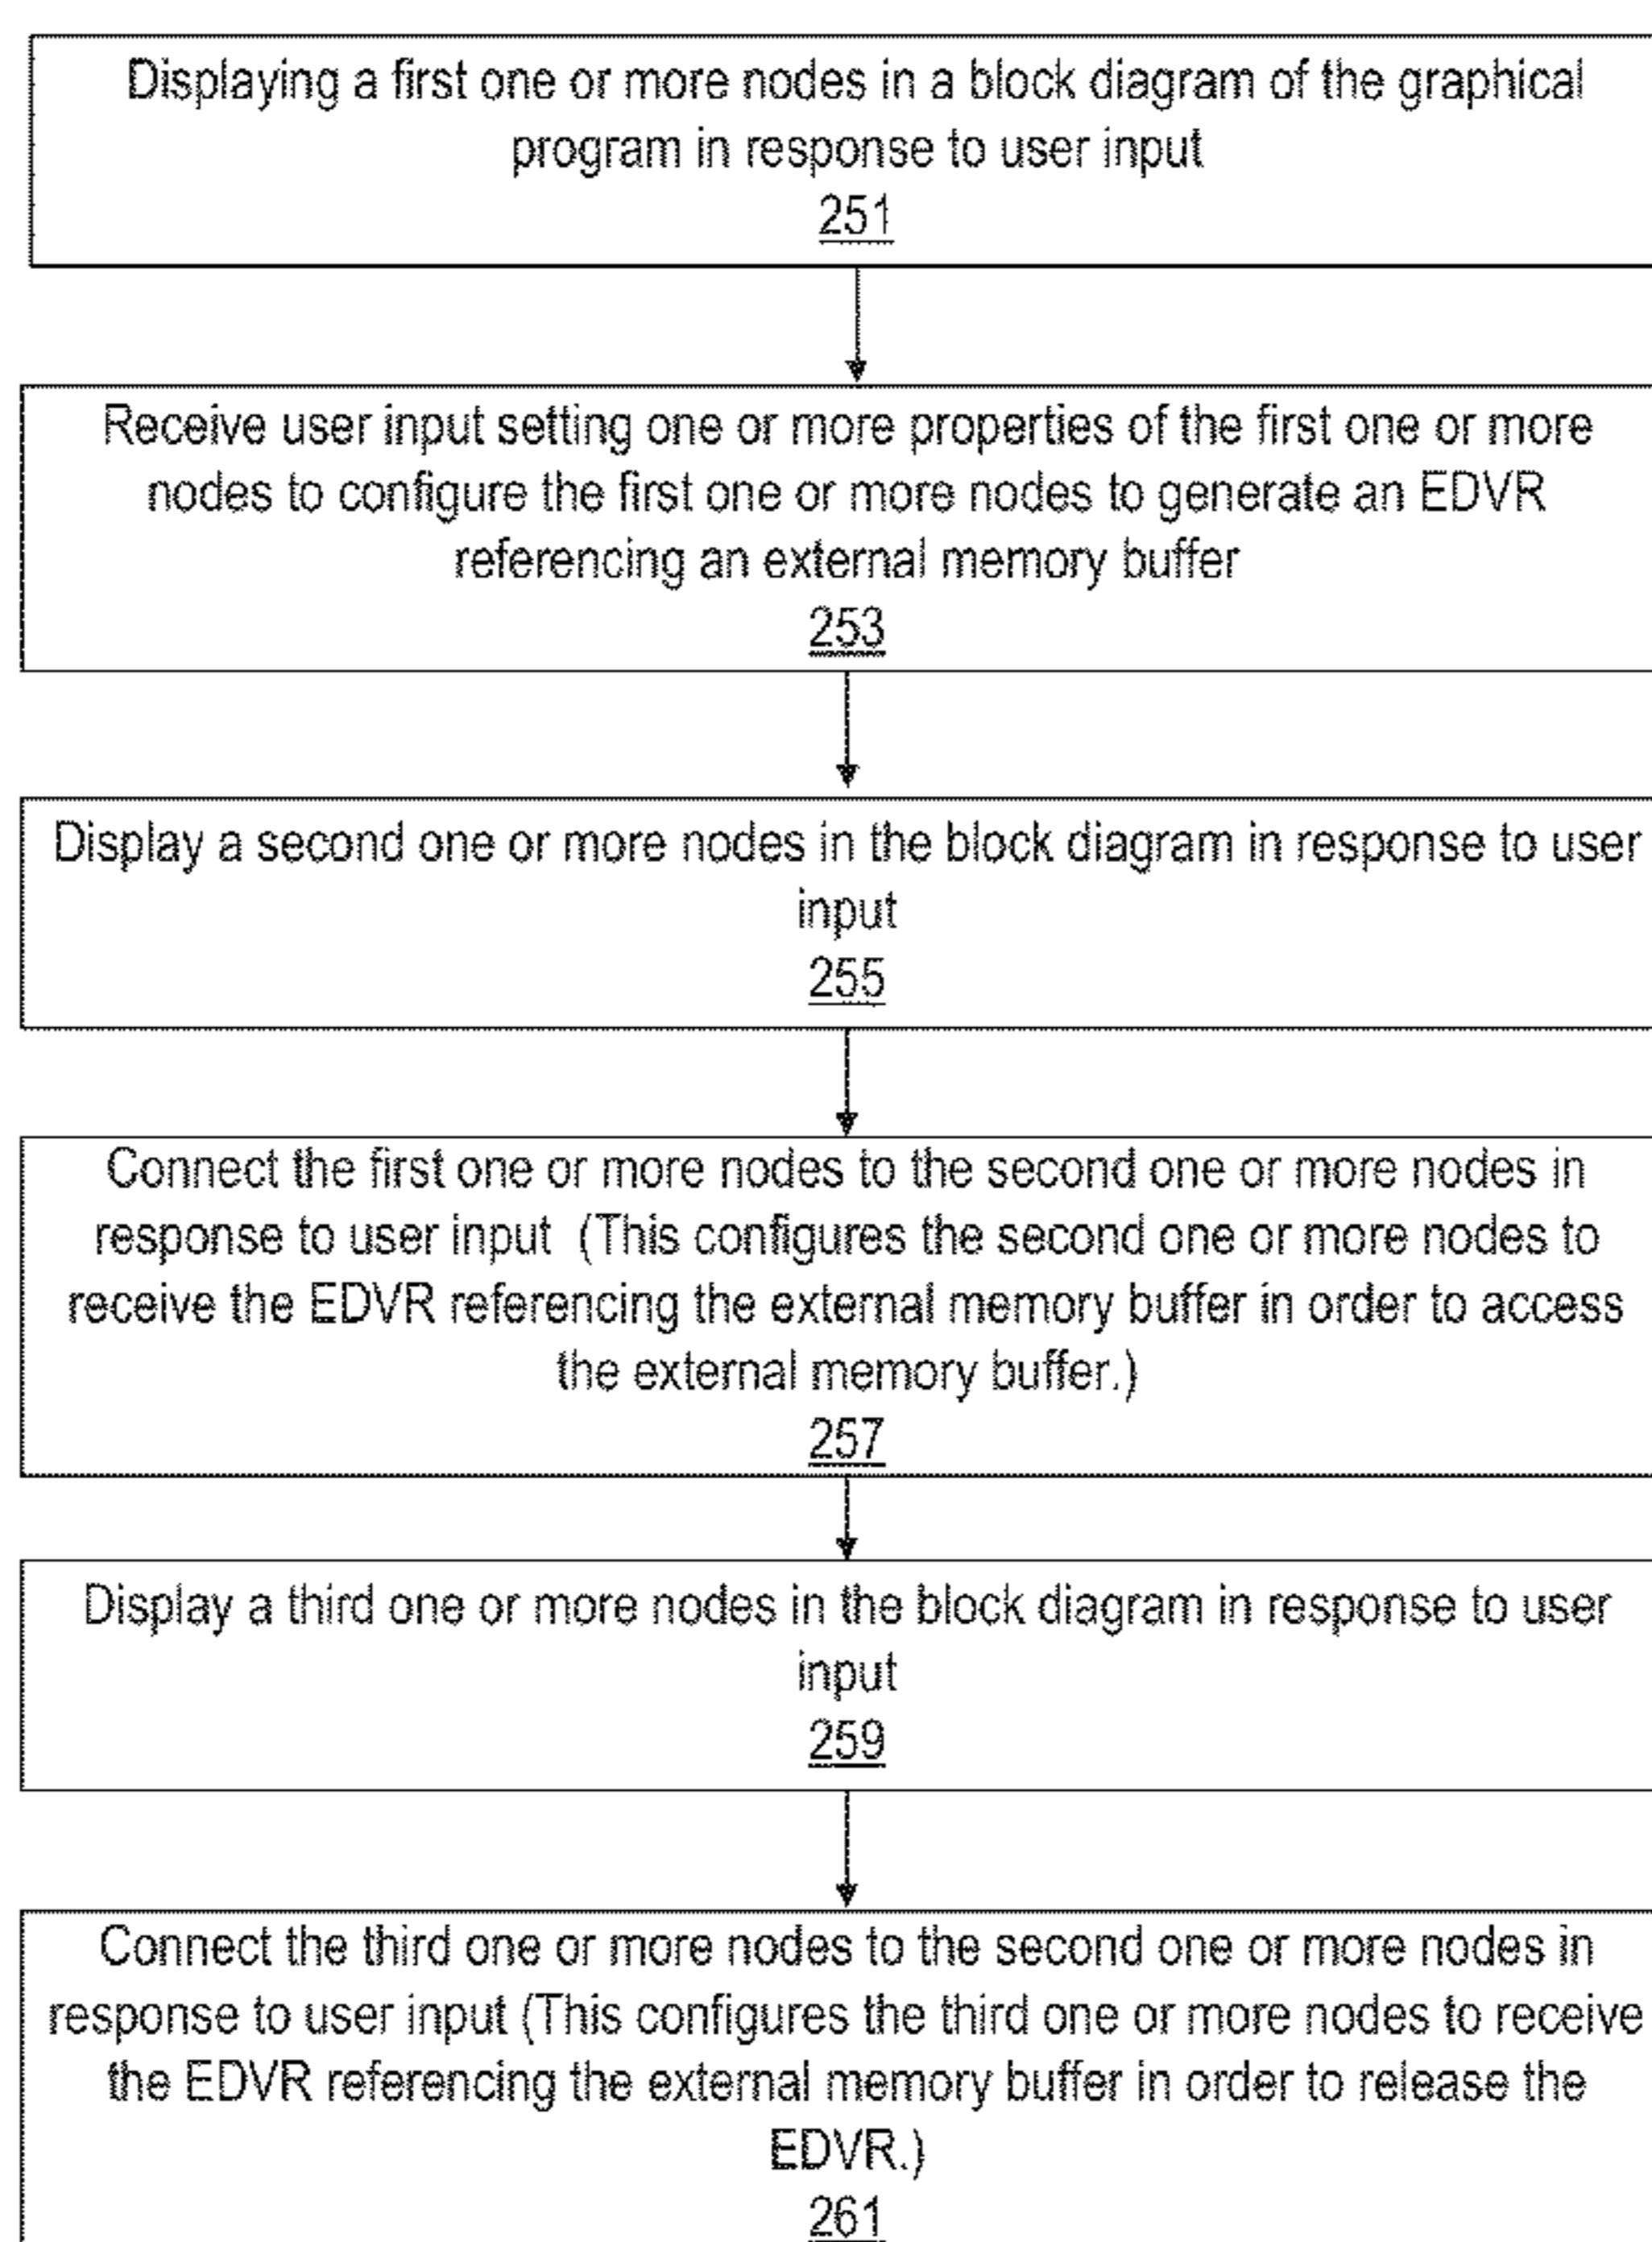 Displaying a first one or more nodes in a block diagram of the graphical
program in response to user input
251
Receive user input setting one or more properties of the first one or more
nodes to configure the first one or more nodes to generate an EDVR
referencing an external memory buffer
253
Display a second one or more nodes in the block diagram in response to user
input
255
Connect the first one or more nodes to the second one or more nodes in
response to user input (This configures the second one or more nodes to
receive the EDVR referencing the external memory buffer in order to access
the external memory buffer.)
257
Display a third one or more nodes in the block diagram in response to user
input
259
Connect the third one or more nodes to the second one or more nodes in
response to user input (This configures the third one or more nodes to receive
the EDVR referencing the external memory buffer in order to release the
EDVR.)
261